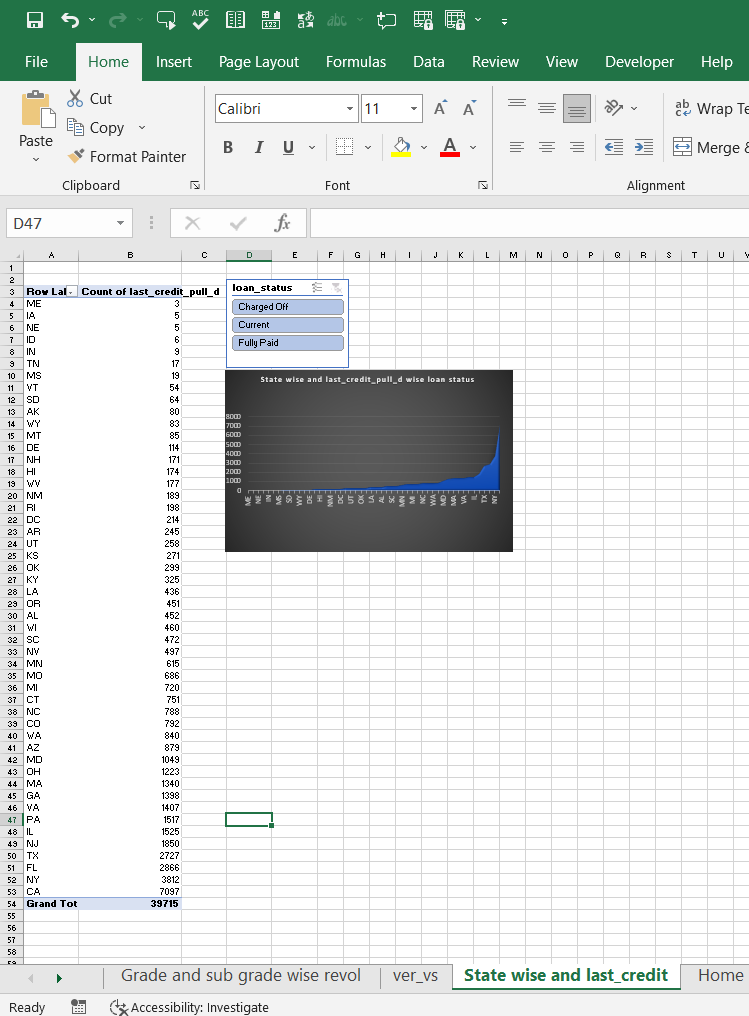 ABC
abc
File Home Insert Page Layout Formulas Data Review View Developer Help
Paste
Cut
Copy
Format Painter
Clipboard
Calibri 11
A A
B I U A
Font
ab Wrap Te
Merge &
Alignment
D47 fx
A B C D E F G H I J K L M N O P Q R S T U V
1
2
3 Row Lal Count of last_credit_pull_d
4 ME 3
5 IA 5
6 NE 5
7 ID 6
8 IN 9
9 TN 17
10 MS 19
11 VT 54
12 SD 64
13 AK 80
14 WY 83
15 MT 85
16 DE 114
17 NH 171
18 HI 174
19 WV 177
20 NM 189
21 RI 198
22 DC 214
23 AR 245
24 UT 258
25 KS 271
26 OK 299
27 KY 325
28 LA 436
29 OR 451
30 AL 452
31 WI 460
32 SC 472
33 NV 497
34 MN 615
35 MO 686
36 MI 720
37 CT 751
38 NC 788
39 CO 792
40 WA 840
41 AZ 879
42 MD 1049
43 OH 1223
44 MA 1340
45 GA 1398
46 VA 1407
47 PA 1517
48 IL 1525
49 NJ 1850
50 TX 2727
51 FL 2866
52 NY 3812
53 CA 7097
54 Grand Tot 39715
55
56
57
58
59
loan_status
Charged Off
Current
Fully Paid
State wise and last_credit_pull_d wise loan status
8000
7000
6000
5000
4000
3000
2000
1000
0
ME NE IN MS SD WY DE HI NM DC UT OK LA AL SC MN MI NC WA MD MA VA IL TX NY
Grade and sub grade wise revol ver_vs State wise and last_credit Home
Ready Accessibility: Investigate